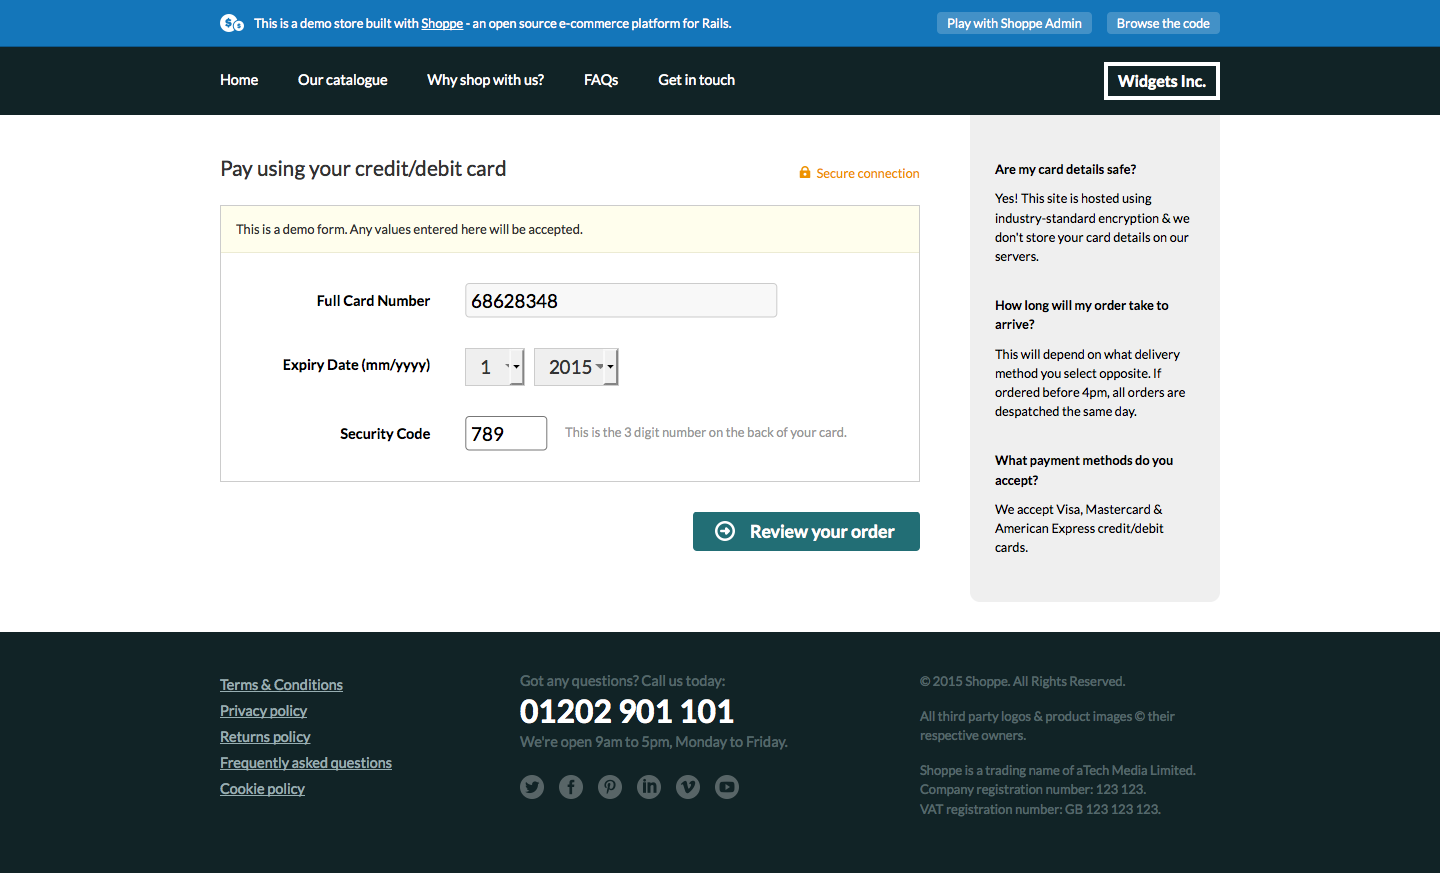 This is a demo store built with Shoppe - an open source e-commerce platform for Rails.
Play with Shoppe Admin
Browse the code
Home
Our catalogue
Why shop with us?
FAQs
Get in touch
Widgets Inc.
Pay using your credit/debit card
Secure connection
This is a demo form. Any values entered here will be accepted.
Full Card Number
68628348
Expiry Date (mm/yyyy)
1
2015
Security Code
789
This is the 3 digit number on the back of your card.
Review your order
Are my card details safe?
Yes! This site is hosted using
industry-standard encryption & we
don't store your card details on our
servers.
How long will my order take to
arrive?
This will depend on what delivery
method you select opposite. If
ordered before 4pm, all orders are
despatched the same day.
What payment methods do you
accept?
We accept Visa, Mastercard &
American Express credit/debit
cards.
Terms & Conditions
Privacy policy
Returns policy
Frequently asked questions
Cookie policy
Got any questions? Call us today:
01202 901 101
We're open 9am to 5pm, Monday to Friday.
© 2015 Shoppe. All Rights Reserved.
All third party logos & product images © their
respective owners.
Shoppe is a trading name of aTech Media Limited.
Company registration number: 123 123.
VAT registration number: GB 123 123 123.